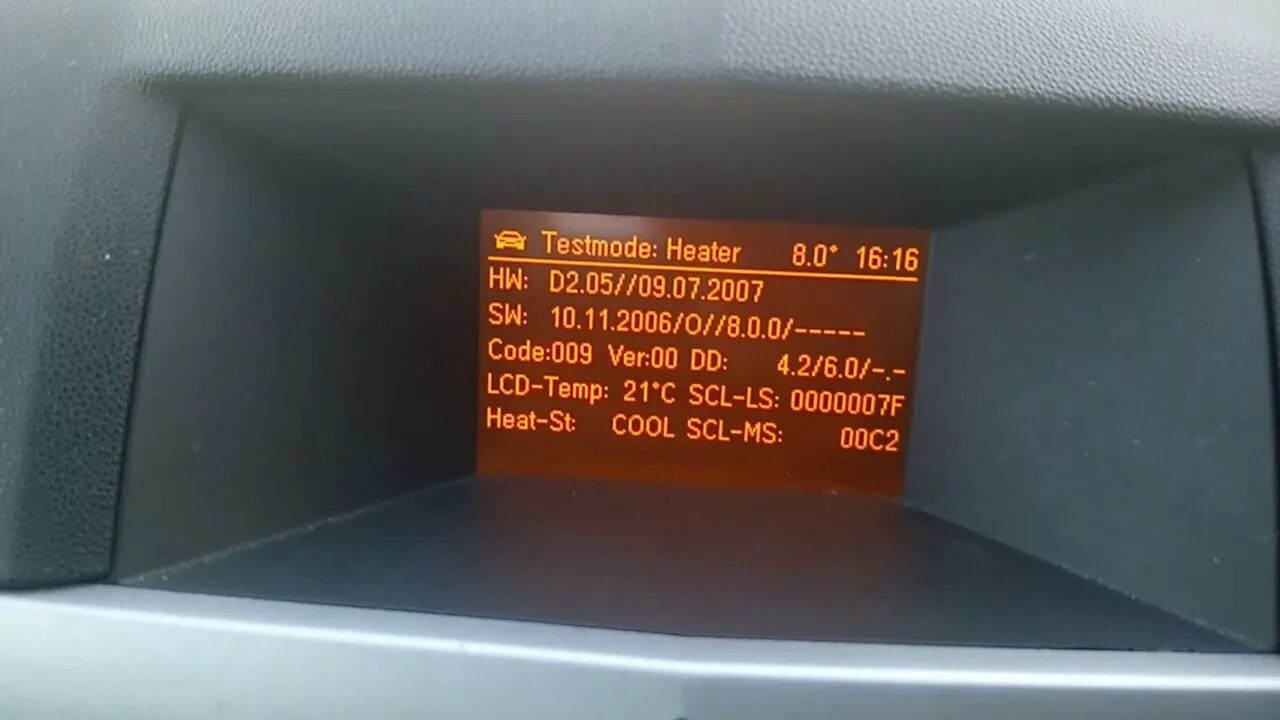 Testmode: Heater 8.0° 16:16
HW: D2.05//09.07.2007
SW: 10.11.2006/O//8.0.0/-----
Code:009 Ver:00 DD: 4.2/6.0/-.-
LCD-Temp: 21°C SCL-LS: 0000007F
Heat-St: COOL SCL-MS: 00C2